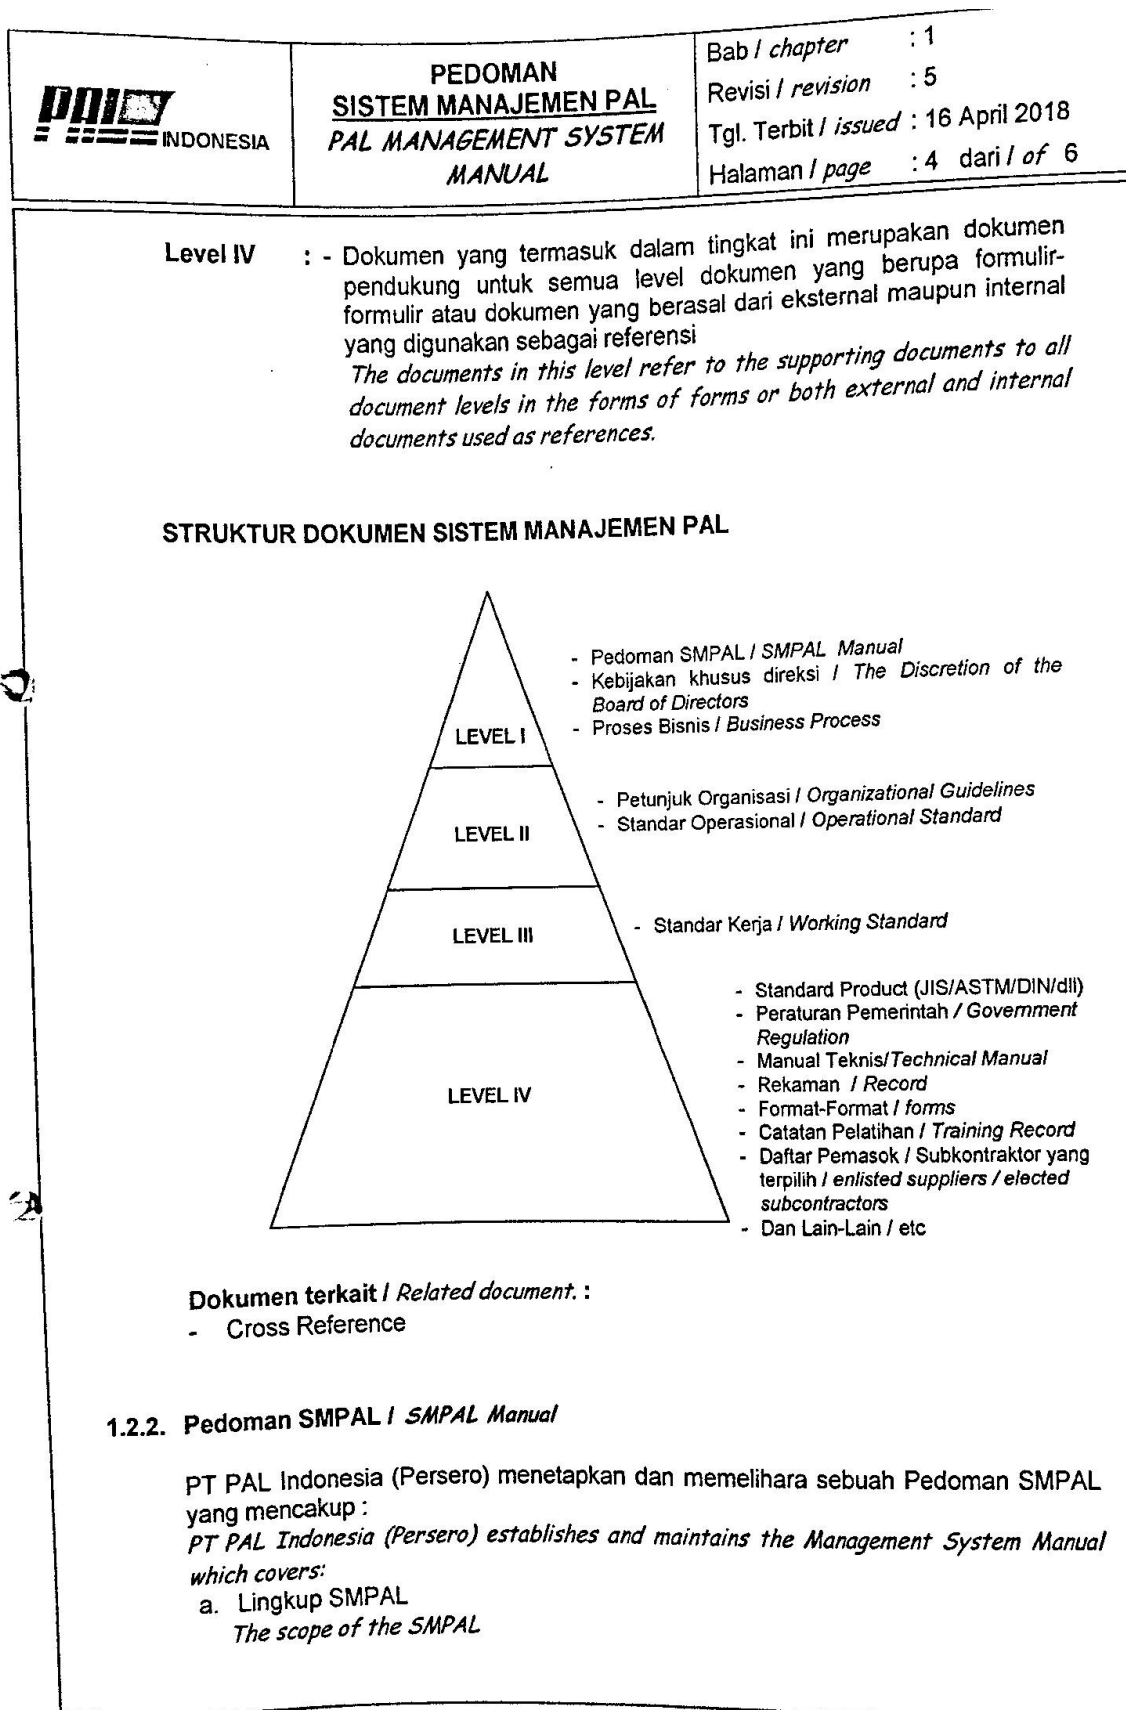 PAL INDONESIA
PEDOMAN
SISTEM MANAJEMEN PAL
PAL MANAGEMENT SYSTEM
MANUAL
Bab / chapter : 1
Revisi / revision : 5
Tgl. Terbit / issued : 16 April 2018
Halaman / page : 4 dari / of 6
Level IV : - Dokumen yang termasuk dalam tingkat ini merupakan dokumen
pendukung untuk semua level dokumen yang berupa formulir-
formulir atau dokumen yang berasal dari eksternal maupun internal
yang digunakan sebagai referensi
The documents in this level refer to the supporting documents to all
document levels in the forms of forms or both external and internal
documents used as references.
STRUKTUR DOKUMEN SISTEM MANAJEMEN PAL
LEVEL I
- Pedoman SMPAL / SMPAL Manual
- Kebijakan khusus direksi / The Discretion of the
Board of Directors
- Proses Bisnis / Business Process
LEVEL II
- Petunjuk Organisasi / Organizational Guidelines
- Standar Operasional / Operational Standard
LEVEL III
- Standar Kerja / Working Standard
LEVEL IV
- Standard Product (JIS/ASTM/DIN/dll)
- Peraturan Pemerintah / Government
Regulation
- Manual Teknis/Technical Manual
- Rekaman / Record
- Format-Format / forms
- Catatan Pelatihan / Training Record
- Daftar Pemasok / Subkontraktor yang
terpilih / enlisted suppliers / elected
subcontractors
- Dan Lain-Lain / etc
Dokumen terkait / Related document. :
- Cross Reference
1.2.2. Pedoman SMPAL / SMPAL Manual
PT PAL Indonesia (Persero) menetapkan dan memelihara sebuah Pedoman SMPAL
yang mencakup :
PT PAL Indonesia (Persero) establishes and maintains the Management System Manual
which covers:
a. Lingkup SMPAL
The scope of the SMPAL